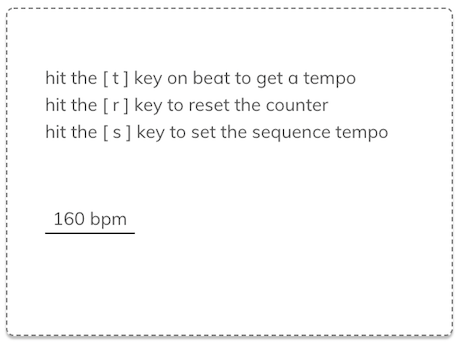 hit the [ t ] key on beat to get a tempo
hit the [ r ] key to reset the counter
hit the [ s ] key to set the sequence tempo
160 bpm